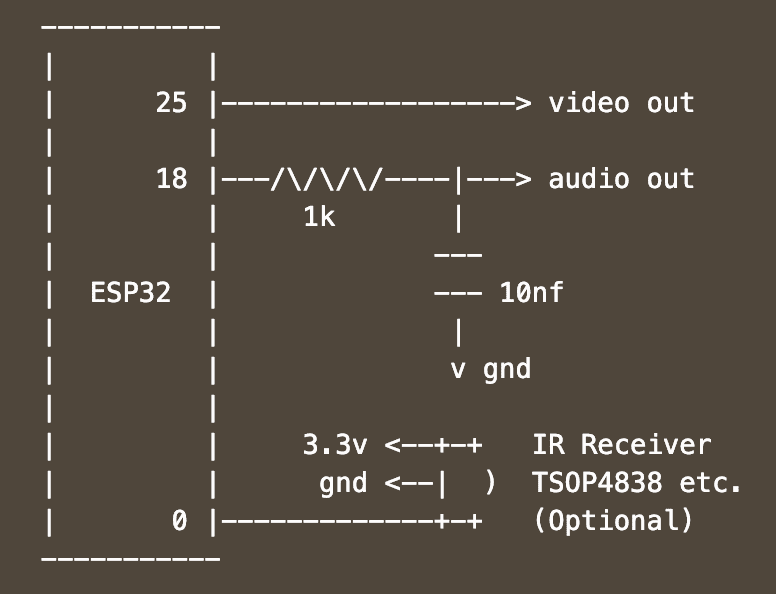 -----------
|         |
|      25 |------------------> video out
|         |
|      18 |---/\/\/\/----|---> audio out
|         |     1k       |
|         |             ---
|  ESP32  |             --- 10nf
|         |              |
|         |              v gnd
|         |
|         |     3.3v <--+-+   IR Receiver
|         |      gnd <--|  )  TSOP4838 etc.
|       0 |-------------+-+   (Optional)
-----------